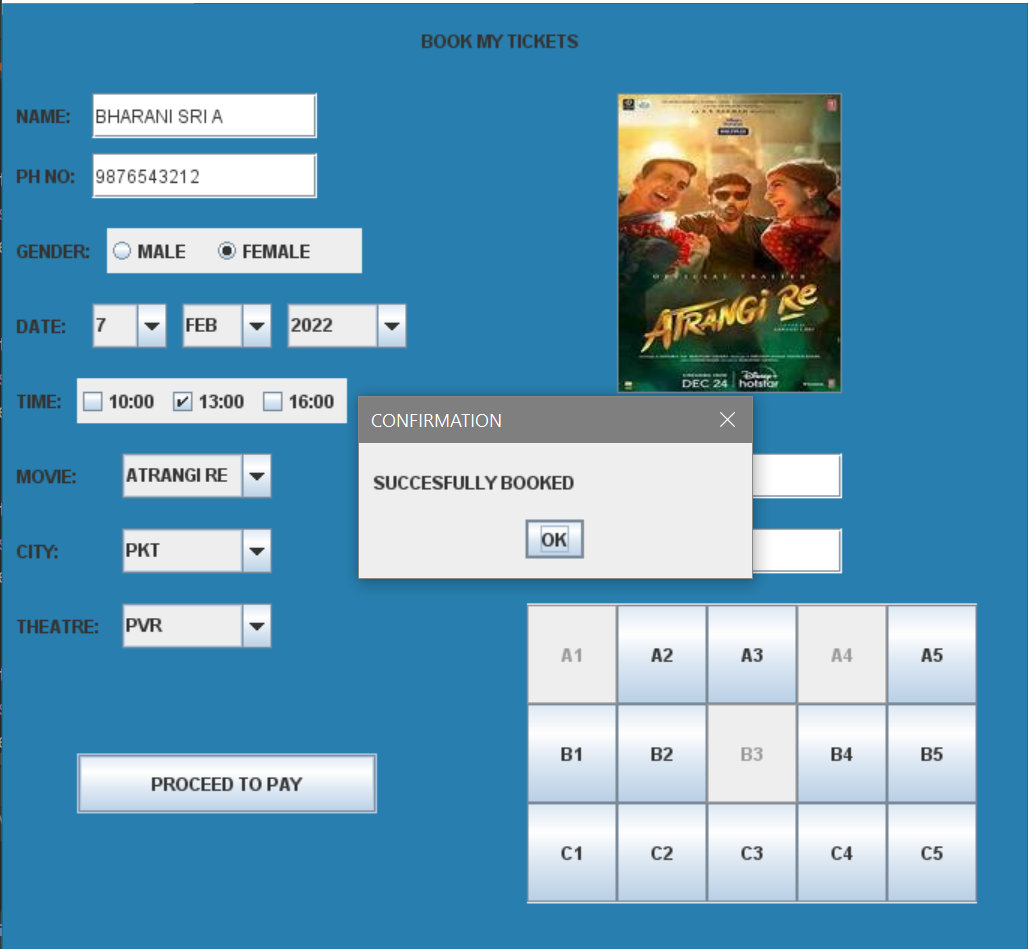 BOOK MY TICKETS
NAME: BHARANI SRI A
PH NO: 9876543212
GENDER: MALE FEMALE
DATE: 7 FEB 2022
TIME: 10:00 13:00 16:00
MOVIE: ATRANGI RE
CITY: PKT
THEATRE: PVR
PROCEED TO PAY
OFFICIAL TRAILER
ATRANGI RE
DEC 24
Disney+
hotstar
CONFIRMATION
SUCCESFULLY BOOKED
OK
A1 A2 A3 A4 A5
B1 B2 B3 B4 B5
C1 C2 C3 C4 C5